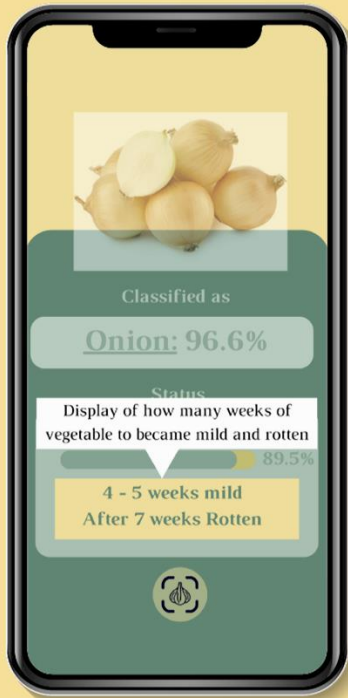 Classified as
Onion: 96.6%
Status
Display of how many weeks of
vegetable to became mild and rotten
89.5%
4 - 5 weeks mild
After 7 weeks Rotten